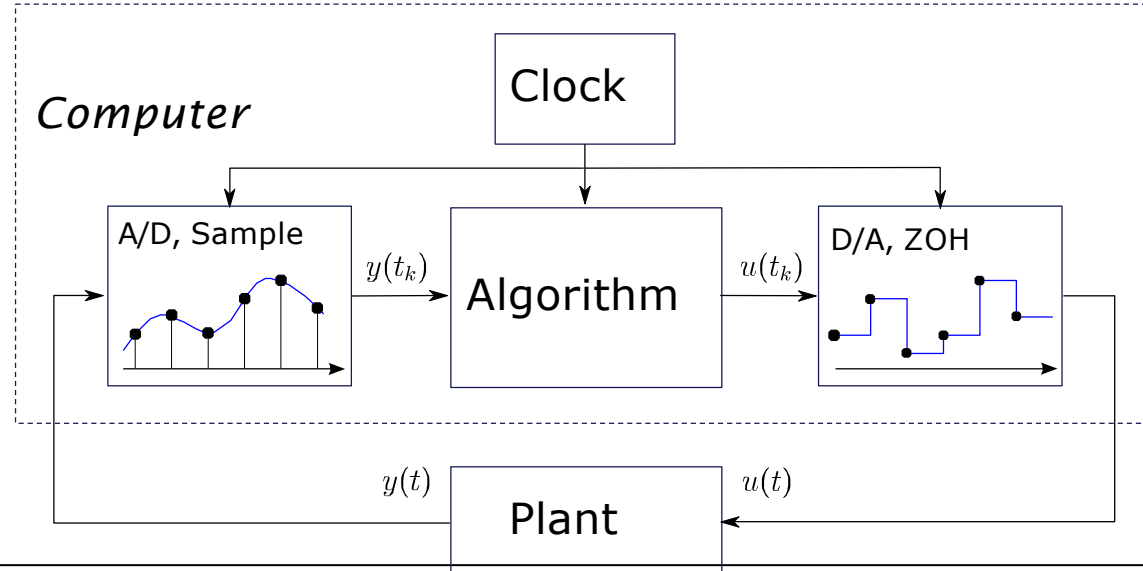 Clock
Computer
A/D, Sample
D/A, ZOH
y(t_k)
u(t_k)
Algorithm
y(t)
u(t)
Plant